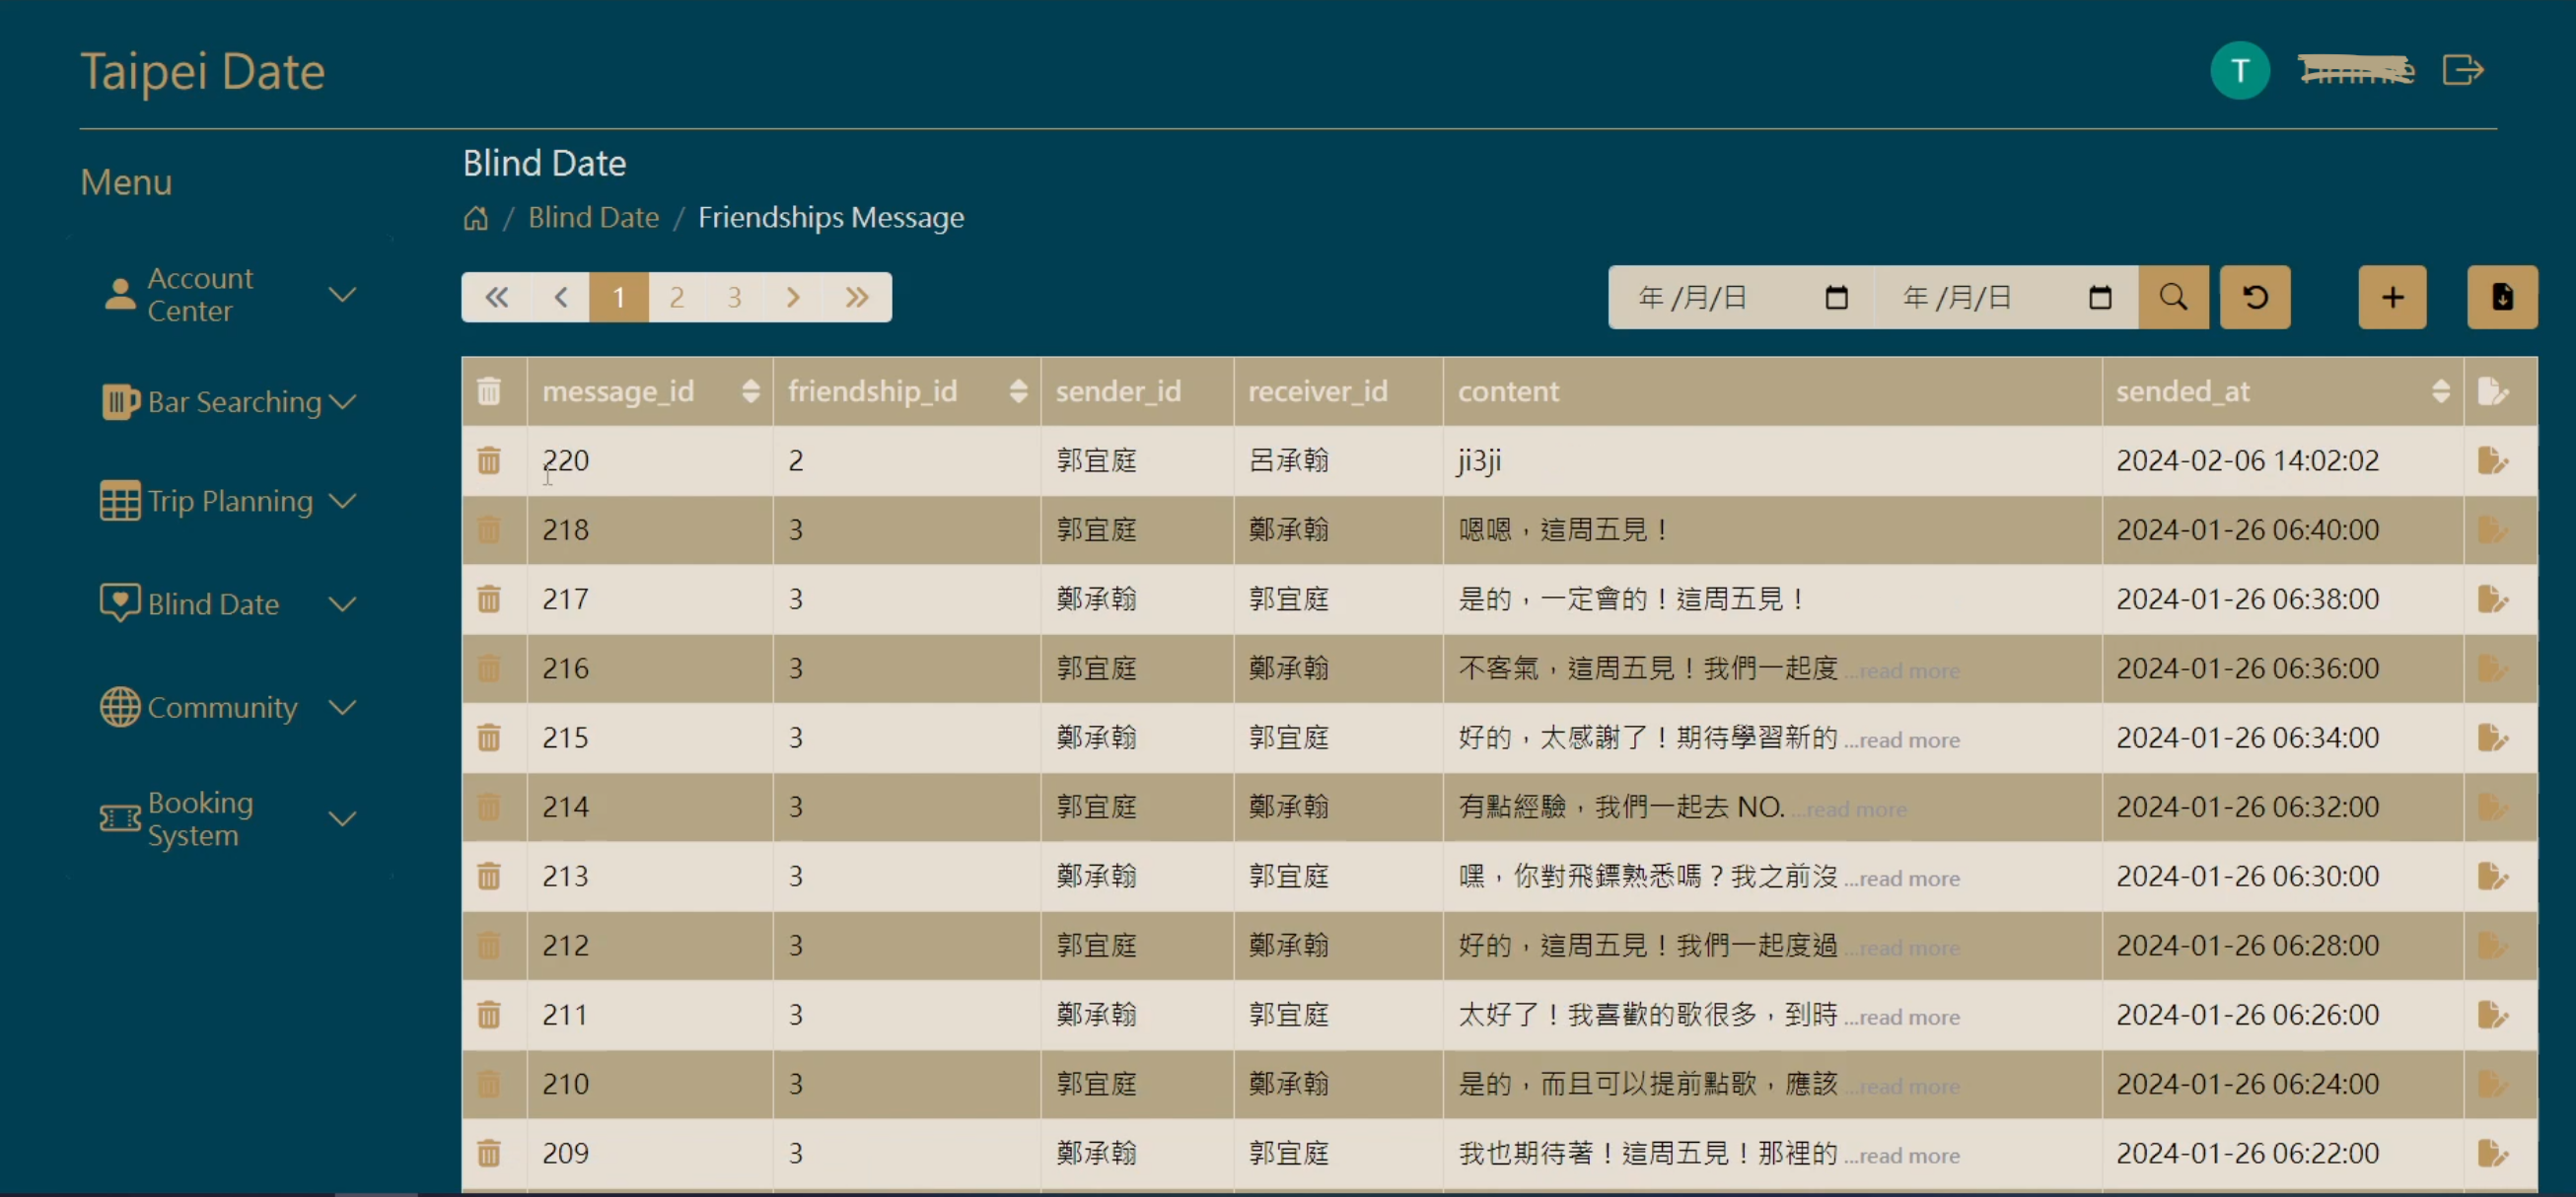 Taipei Date
T
Menu
Account Center
Bar Searching
Trip Planning
Blind Date
Community
Booking System
Blind Date
/ Blind Date / Friendships Message
« ‹ 1 2 3 › »
年 /月/日 年 /月/日
message_id friendship_id sender_id receiver_id content sended_at
220 2 郭宜庭 呂承翰 ji3ji 2024-02-06 14:02:02
218 3 郭宜庭 鄭承翰 嗯嗯，這周五見！ 2024-01-26 06:40:00
217 3 鄭承翰 郭宜庭 是的，一定會的！這周五見！ 2024-01-26 06:38:00
216 3 郭宜庭 鄭承翰 不客氣，這周五見！我們一起度 ...read more 2024-01-26 06:36:00
215 3 鄭承翰 郭宜庭 好的，太感謝了！期待學習新的 ...read more 2024-01-26 06:34:00
214 3 郭宜庭 鄭承翰 有點經驗，我們一起去 NO. ...read more 2024-01-26 06:32:00
213 3 鄭承翰 郭宜庭 嘿，你對飛鏢熟悉嗎？我之前沒 ...read more 2024-01-26 06:30:00
212 3 郭宜庭 鄭承翰 好的，這周五見！我們一起度過 ...read more 2024-01-26 06:28:00
211 3 鄭承翰 郭宜庭 太好了！我喜歡的歌很多，到時 ...read more 2024-01-26 06:26:00
210 3 郭宜庭 鄭承翰 是的，而且可以提前點歌，應該 ...read more 2024-01-26 06:24:00
209 3 鄭承翰 郭宜庭 我也期待著！這周五見！那裡的 ...read more 2024-01-26 06:22:00